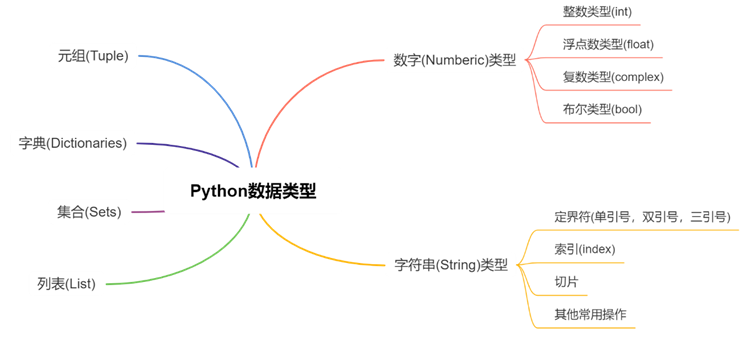 Python数据类型
数字(Numberic)类型
整数类型(int)
浮点数类型(float)
复数类型(complex)
布尔类型(bool)
字符串(String)类型
定界符(单引号，双引号，三引号)
索引(index)
切片
其他常用操作
元组(Tuple)
字典(Dictionaries)
集合(Sets)
列表(List)